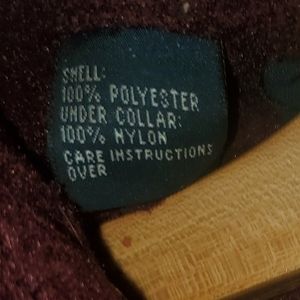 SHELL:
100% POLYESTER
UNDER COLLAR:
100% NYLON
CARE INSTRUCTIONS
OVER